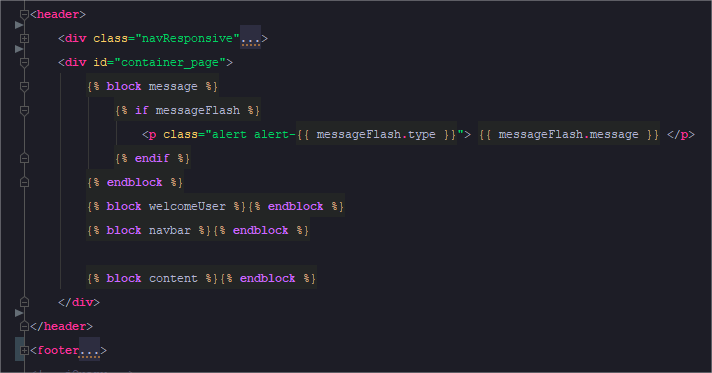 <header>
<div class="navResponsive"...>
<div id="container_page">
{% block message %}
{% if messageFlash %}
<p class="alert alert-{{ messageFlash.type }}"> {{ messageFlash.message }} </p>
{% endif %}
{% endblock %}
{% block welcomeUser %}{% endblock %}
{% block navbar %}{% endblock %}
{% block content %}{% endblock %}
</div>
</header>
<footer...>